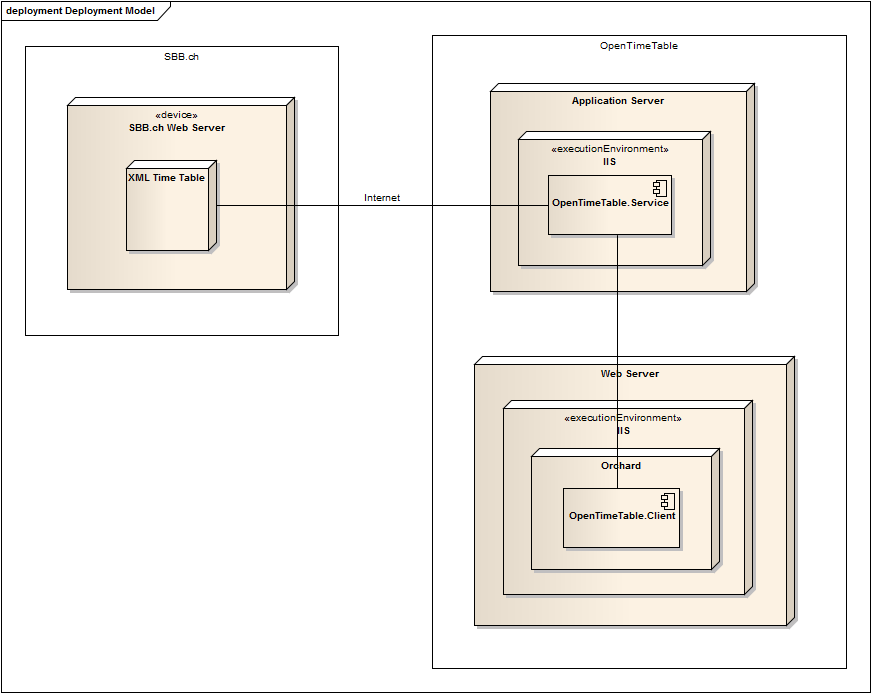 deployment Deployment Model
SBB.ch
«device»
SBB.ch Web Server
XML Time Table
Internet
OpenTimeTable
Application Server
«executionEnvironment»
IIS
OpenTimeTable.Service
Web Server
«executionEnvironment»
IIS
Orchard
OpenTimeTable.Client